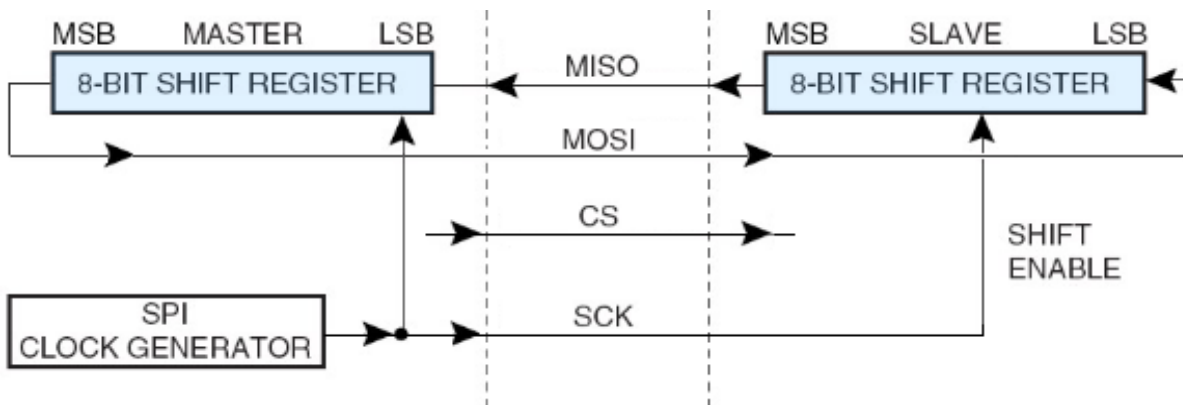 MSB MASTER LSB
8-BIT SHIFT REGISTER
MISO
MSB SLAVE LSB
8-BIT SHIFT REGISTER
MOSI
CS
SHIFT
ENABLE
SPI
CLOCK GENERATOR
SCK